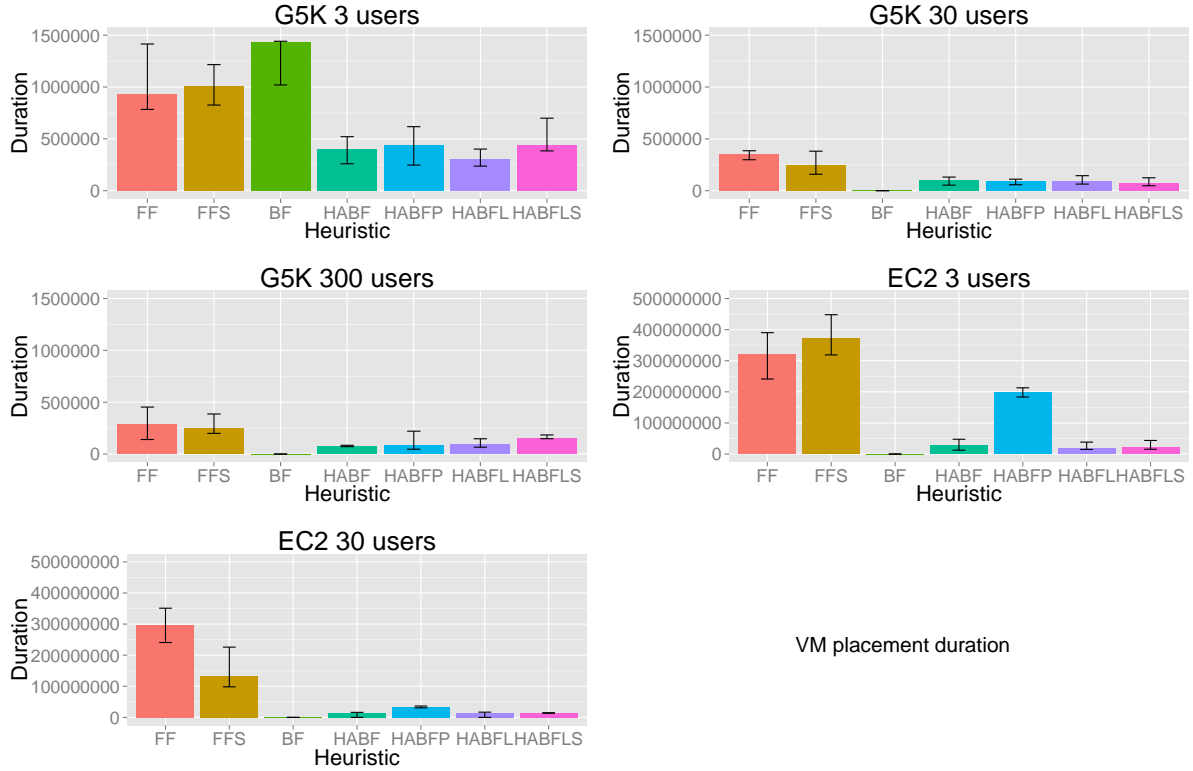 G5K 3 users
1500000
1000000
500000
0
Duration
FF FFS BF HABF HABFP HABFL HABFLS
Heuristic
G5K 30 users
1500000
1000000
500000
0
Duration
FF FFS BF HABF HABFP HABFL HABFLS
Heuristic
G5K 300 users
1500000
1000000
500000
0
Duration
FF FFS BF HABF HABFP HABFL HABFLS
Heuristic
EC2 3 users
500000000
400000000
300000000
200000000
100000000
0
Duration
FF FFS BF HABF HABFP HABFL HABFLS
Heuristic
EC2 30 users
500000000
400000000
300000000
200000000
100000000
0
Duration
FF FFS BF HABF HABFP HABFL HABFLS
Heuristic
VM placement duration